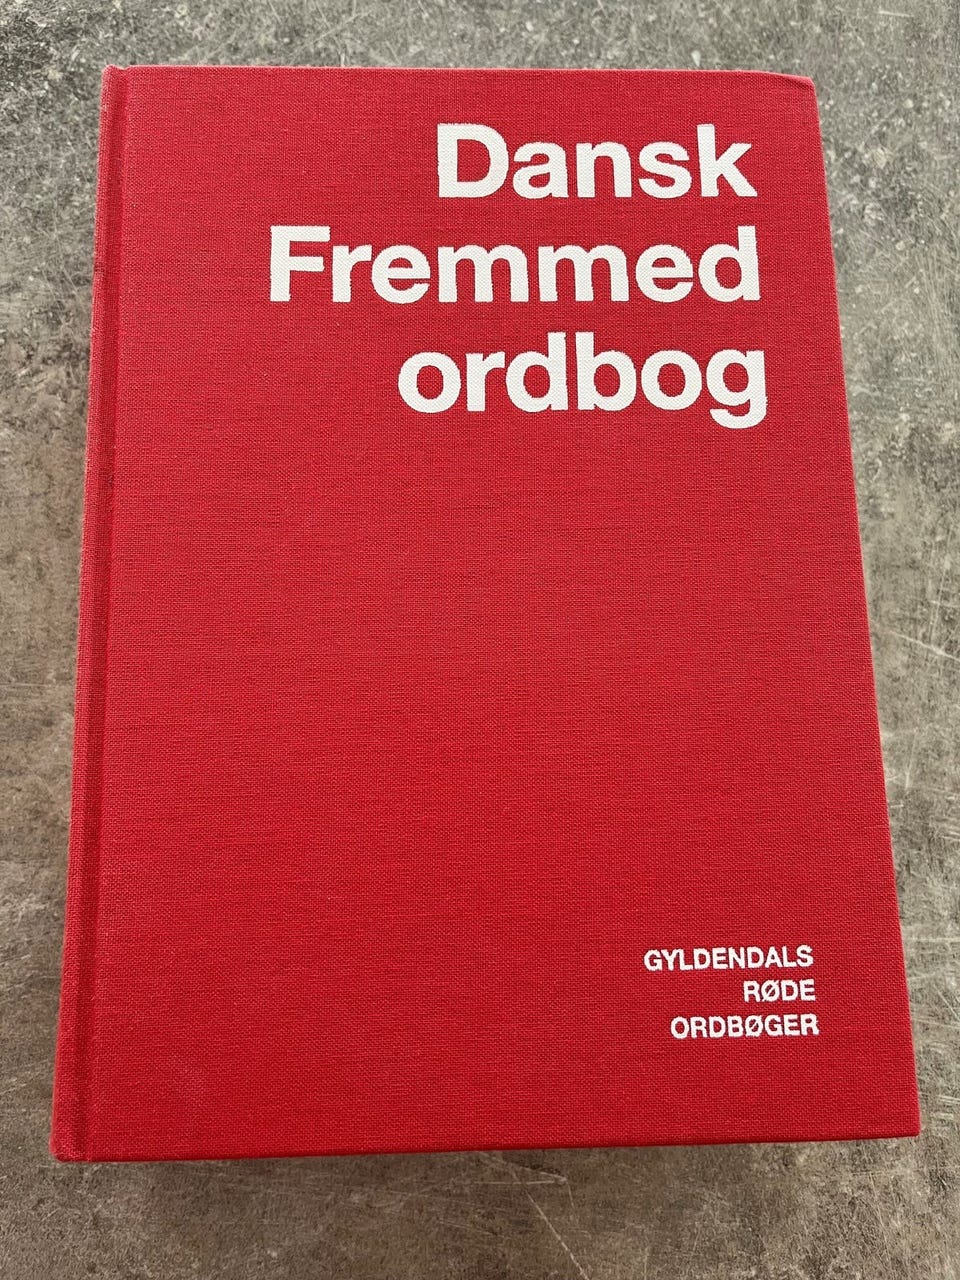 Dansk
Fremmed
ordbog
GYLDENDALS
RØDE
ORDBØGER